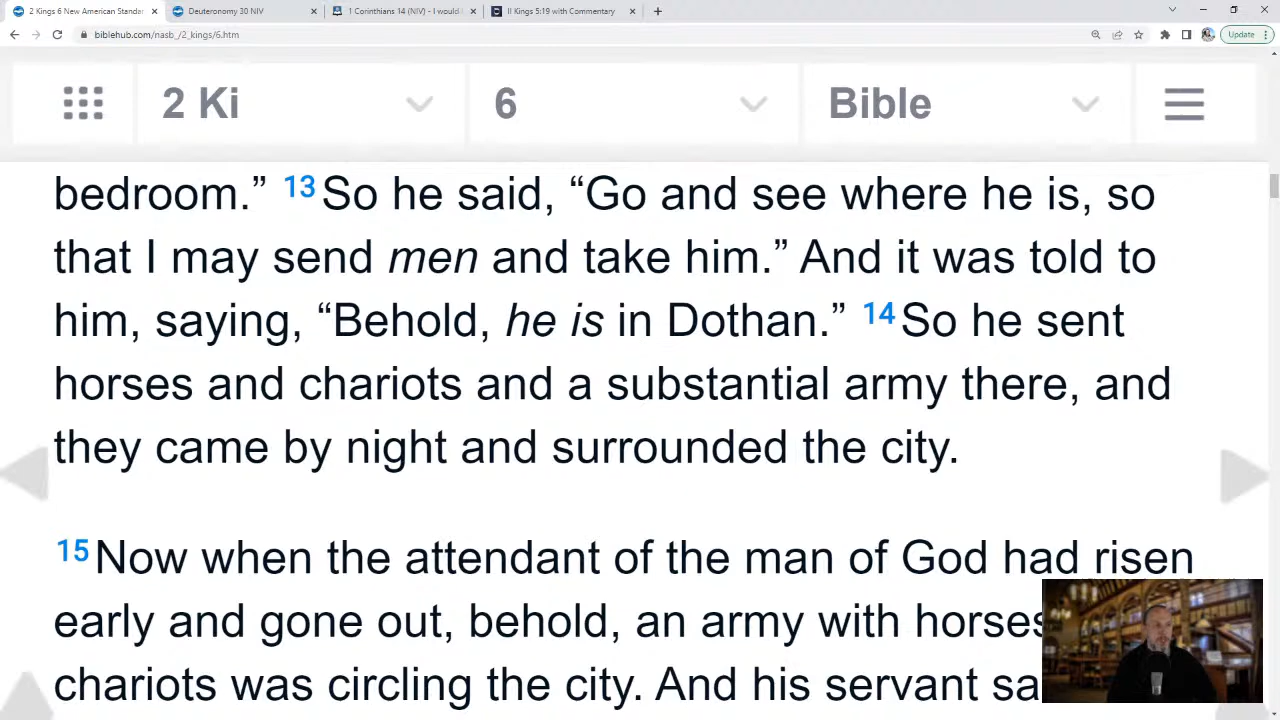 2 Kings 6 New American Standa
Deuteronomy 30 NIV
1 Corinthians 14 (NIV) - I would l
II Kings 5:19 with Commentary
biblehub.com/nasb_/2_kings/6.htm
Update
2 Ki
6
Bible
bedroom.” 13 So he said, “Go and see where he is, so
that I may send men and take him.” And it was told to
him, saying, “Behold, he is in Dothan.” 14 So he sent
horses and chariots and a substantial army there, and
they came by night and surrounded the city.
15 Now when the attendant of the man of God had risen
early and gone out, behold, an army with horses
chariots was circling the city. And his servant sa